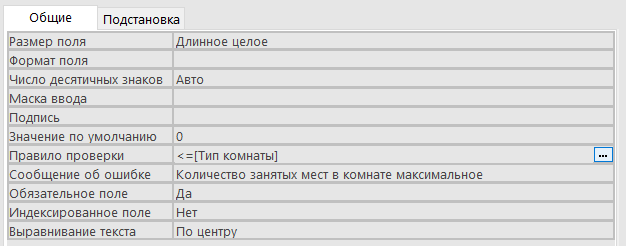 Общие Подстановка
Размер поля Длинное целое
Формат поля
Число десятичных знаков Авто
Маска ввода
Подпись
Значение по умолчанию 0
Правило проверки <=[Тип комнаты] ...
Сообщение об ошибке Количество занятых мест в комнате максимальное
Обязательное поле Да
Индексированное поле Нет
Выравнивание текста По центру